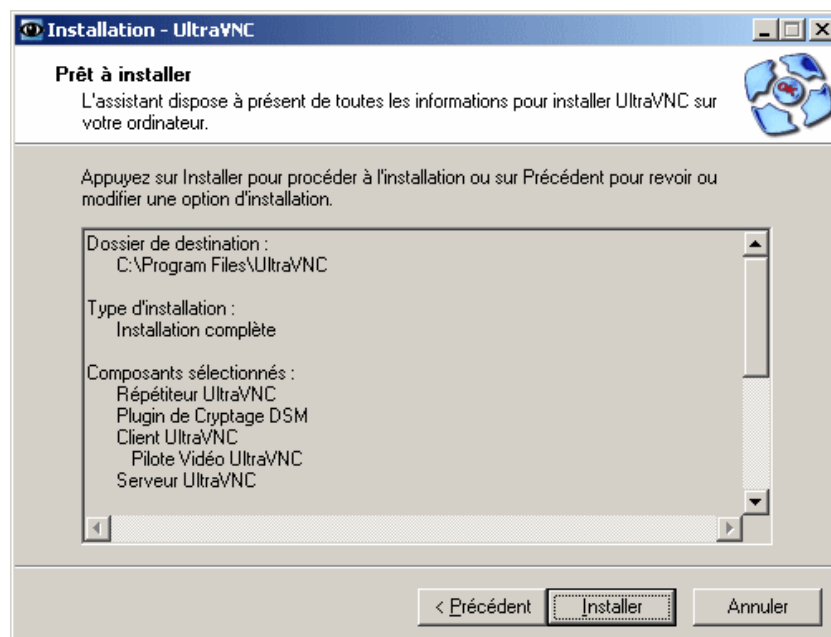 Installation - UltraVNC
Prêt à installer
L'assistant dispose à présent de toutes les informations pour installer UltraVNC sur
votre ordinateur.
OK
Appuyez sur Installer pour procéder à l'installation ou sur Précédent pour revoir ou
modifier une option d'installation.
Dossier de destination :
C:\Program Files\UltraVNC
Type d'installation :
Installation complète
Composants sélectionnés :
Répétiteur UltraVNC
Plugin de Cryptage DSM
Client UltraVNC
Pilote Vidéo UltraVNC
Serveur UltraVNC
< Précédent
Installer
Annuler